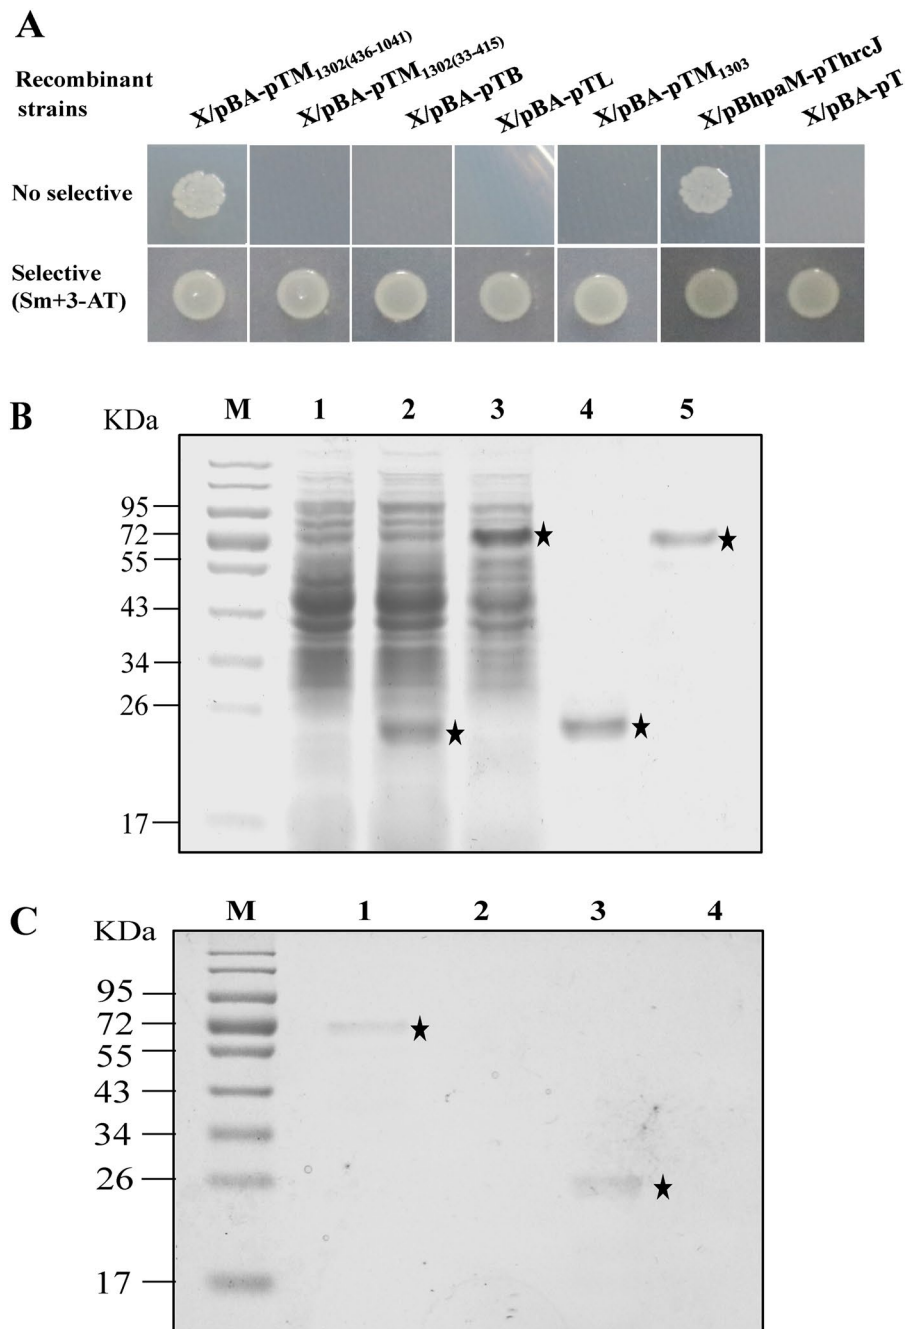 A
Recombinant
strains
X/pBA-pTM1302(436-1041)
X/pBA-pTM1302(33-415)
X/pBA-pTB
X/pBA-pTL
X/pBA-pTM1303
X/pBhpaM-pThrcJ
X/pBA-pT
No selective
Selective
(Sm+3-AT)
B
KDa M 1 2 3 4 5
95
72
55
43
34
26
17
C
KDa M 1 2 3 4
95
72
55
43
34
26
17